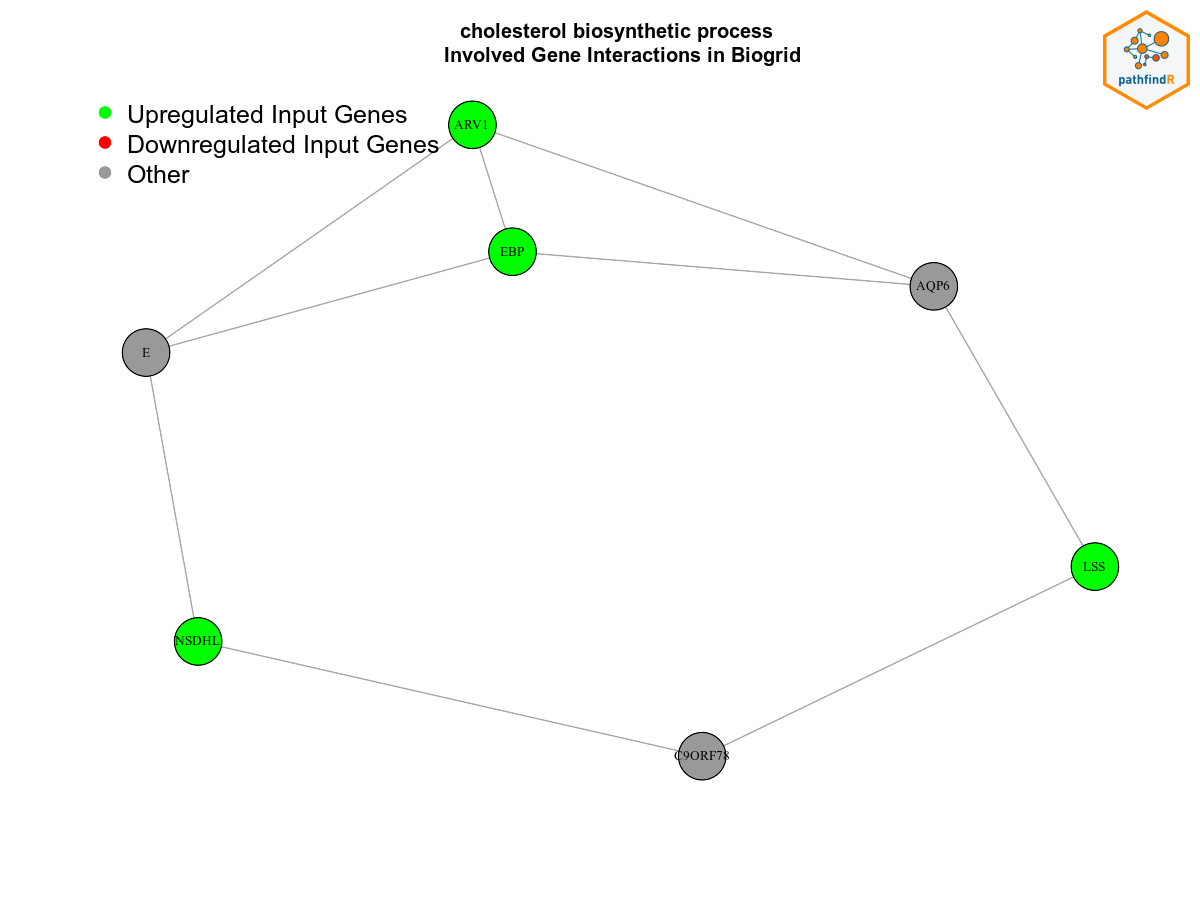 cholesterol biosynthetic process
Involved Gene Interactions in Biogrid
pathfindR
Upregulated Input Genes
Downregulated Input Genes
Other
ARV1
EBP
AQP6
E
LSS
NSDHL
C9ORF78